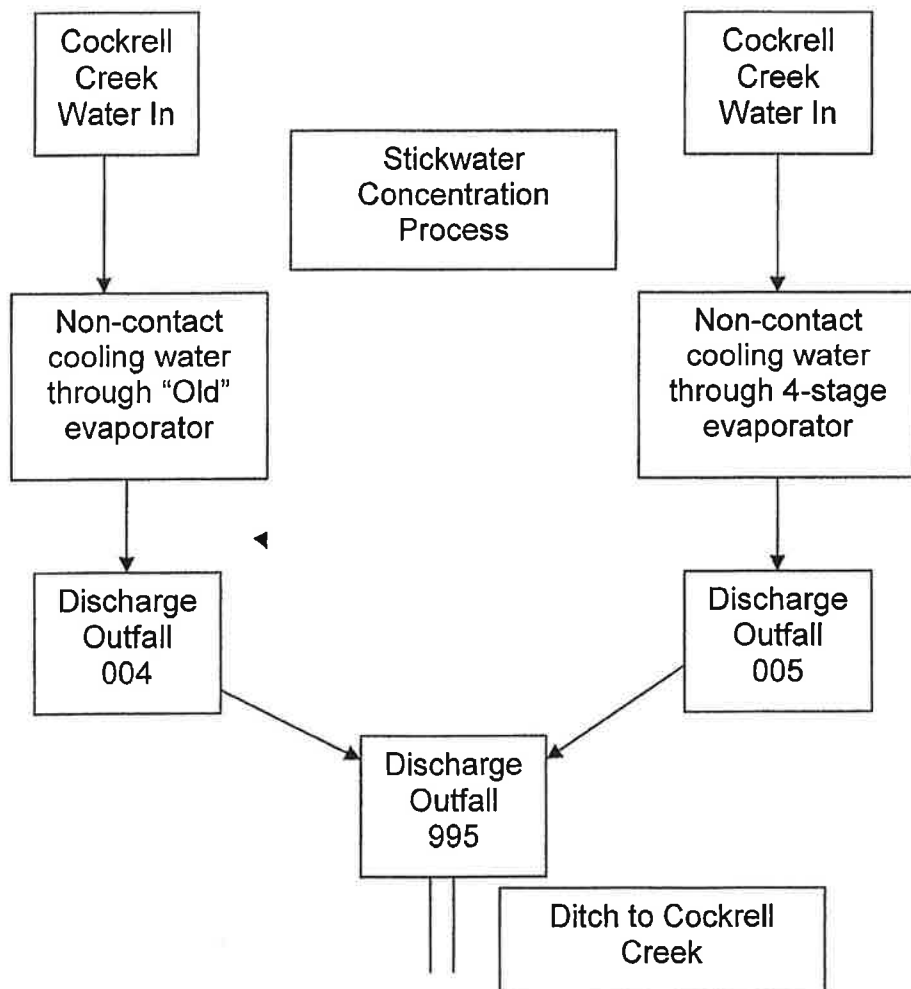 Cockrell
Creek
Water In
Cockrell
Creek
Water In
Stickwater
Concentration
Process
Non-contact
cooling water
through “Old”
evaporator
Non-contact
cooling water
through 4-stage
evaporator
Discharge
Outfall
004
Discharge
Outfall
005
Discharge
Outfall
995
Ditch to Cockrell
Creek